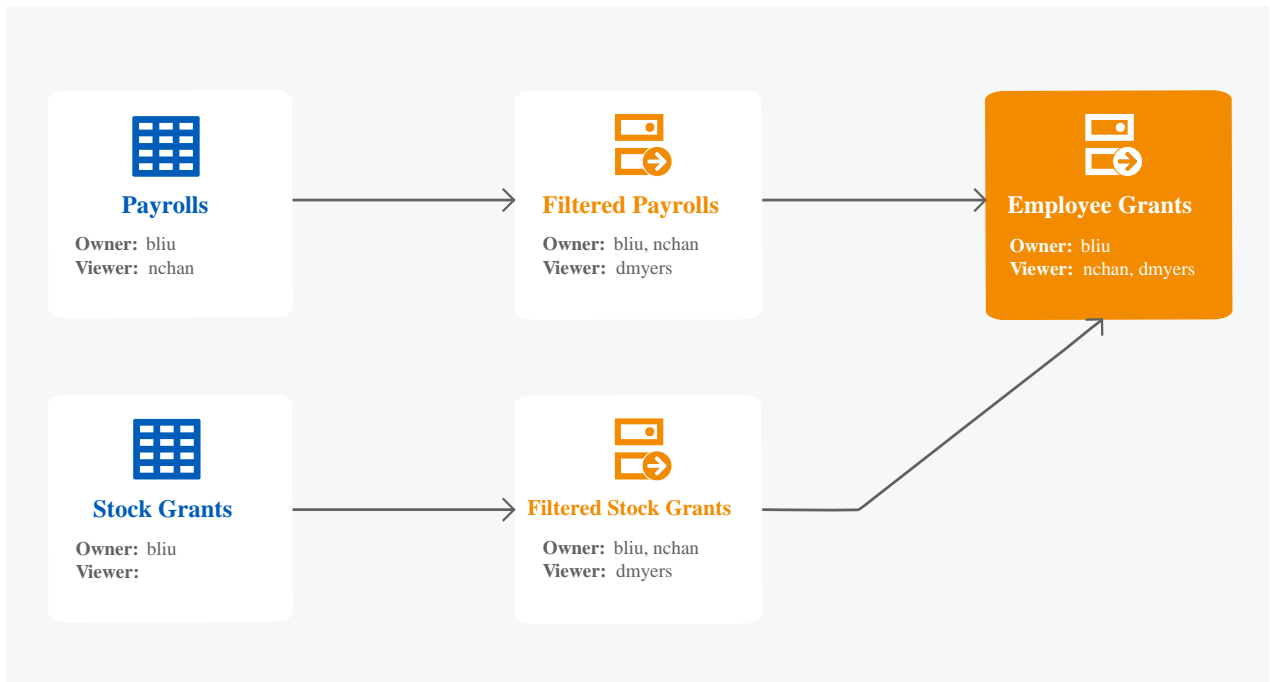 Payrolls
Owner: bliu
Viewer: nchan
Filtered Payrolls
Owner: bliu, nchan
Viewer: dmyers
Employee Grants
Owner: bliu
Viewer: nchan, dmyers
Stock Grants
Owner: bliu
Viewer:
Filtered Stock Grants
Owner: bliu, nchan
Viewer: dmyers